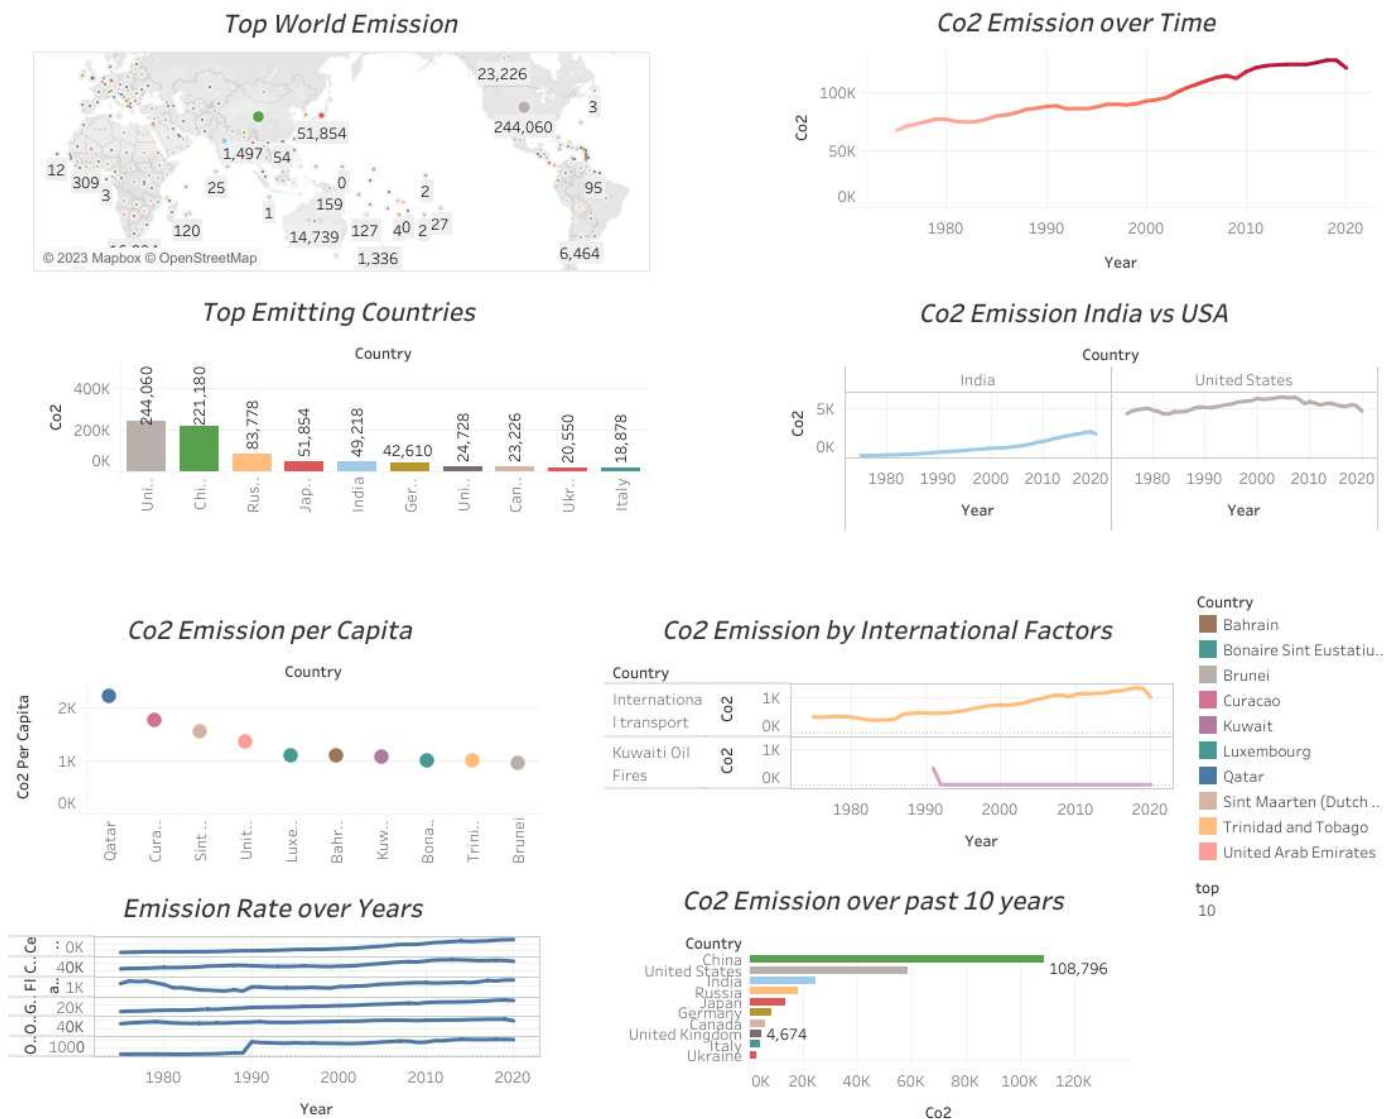 Top World Emission
23,226
3
244,060
51,854
1,497
54
12
309
3
25
0
2
95
159
1
120
14,739
127
40
2
27
6,464
1,336
© 2023 Mapbox © OpenStreetMap
Co2 Emission over Time
Co2
100K
50K
0K
1980 1990 2000 2010 2020
Year
Top Emitting Countries
Country
Co2
400K
200K
0K
244,060
221,180
83,778
51,854
49,218
42,610
24,728
23,226
20,550
18,878
Uni..
Chi..
Rus..
Jap..
India
Ger..
Uni..
Can..
Ukr..
Italy
Co2 Emission India vs USA
Country
India United States
Co2
5K
0K
1980 1990 2000 2010 2020 1980 1990 2000 2010 2020
Year Year
Co2 Emission per Capita
Country
Co2 Per Capita
2K
1K
0K
Qatar
Cura..
Sint ..
Unit..
Luxe..
Bahr..
Kuw..
Bona..
Trini..
Brunei
Co2 Emission by International Factors
Country
Internationa
l transport
Co2
1K
0K
Kuwaiti Oil
Fires
Co2
1K
0K
1980 1990 2000 2010 2020
Year
Country
Bahrain
Bonaire Sint Eustatiu..
Brunei
Curacao
Kuwait
Luxembourg
Qatar
Sint Maarten (Dutch ..
Trinidad and Tobago
United Arab Emirates
top
10
Emission Rate over Years
Ce ..
0K
C..
40K
Fl a..
1K
G..
20K
O..
40K
O..
1000
1980 1990 2000 2010 2020
Year
Co2 Emission over past 10 years
Country
China
108,796
United States
India
Russia
Japan
Germany
Canada
United Kingdom 4,674
Italy
Ukraine
0K 20K 40K 60K 80K 100K 120K
Co2